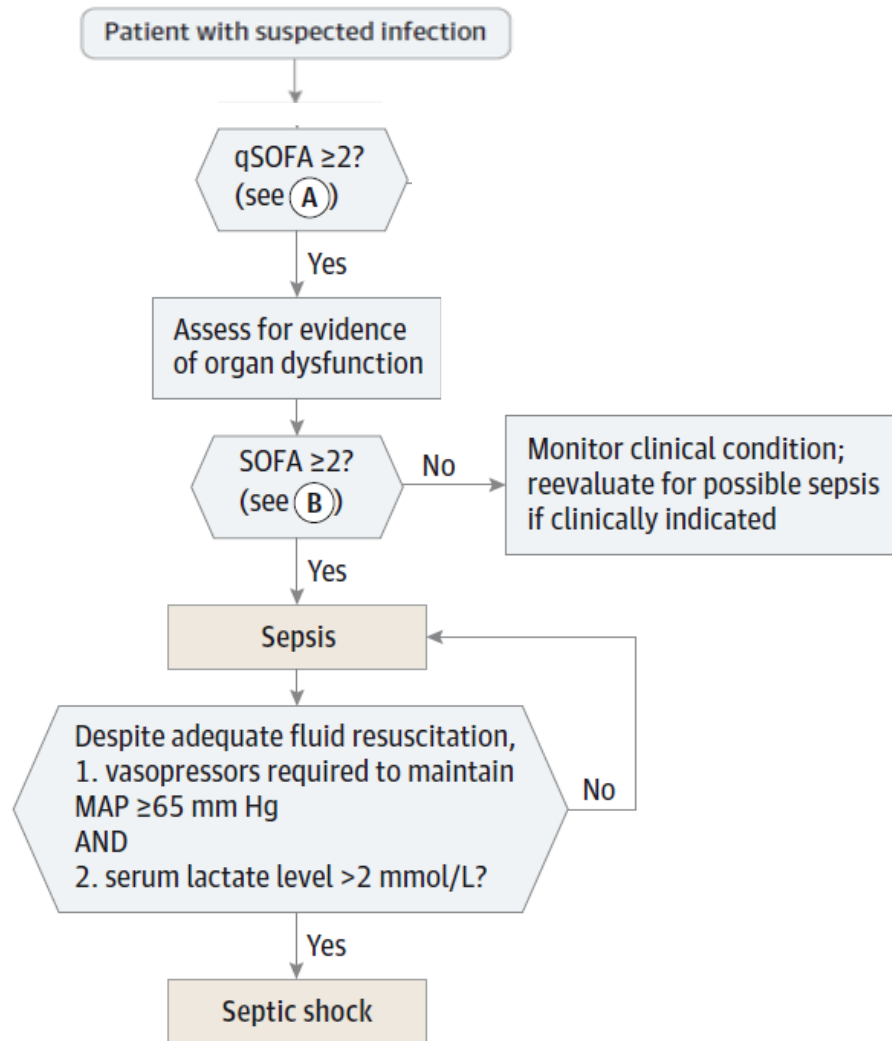 Patient with suspected infection
qSOFA ≥2?
(see A)
Yes
Assess for evidence
of organ dysfunction
SOFA ≥2?
(see B)
No
Monitor clinical condition;
reevaluate for possible sepsis
if clinically indicated
Yes
Sepsis
Despite adequate fluid resuscitation,
1. vasopressors required to maintain
MAP ≥65 mm Hg
AND
2. serum lactate level >2 mmol/L?
No
Yes
Septic shock